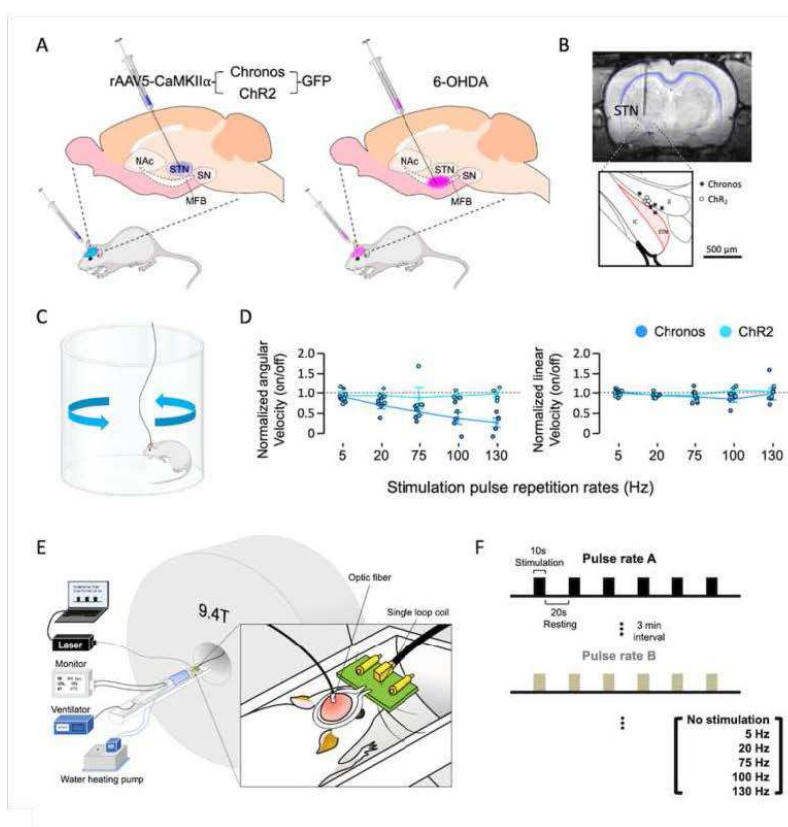 A
rAAV5-CaMKIIα-
Chronos
ChR2
-GFP
NAc
STN
SN
MFB
6-OHDA
NAc
STN
SN
MFB
B
STN
Chronos
ChR₂
IC
STN
500 μm
C
D
Chronos
ChR2
Normalized angular
Velocity (on/off)
2.0
1.5
1
0.5
0
5 20 75 100 130
Normalized linear
Velocity (on/off)
2.0
1.5
1.0
0.5
0
5 20 75 100 130
Stimulation pulse repetition rates (Hz)
E
Laser
Monitor
Ventilator
Water heating pump
9.4T
Optic fiber
Single loop coil
F
10s
Stimulation
Pulse rate A
20s
Resting
3 min
interval
Pulse rate B
No stimulation
5 Hz
20 Hz
75 Hz
100 Hz
130 Hz